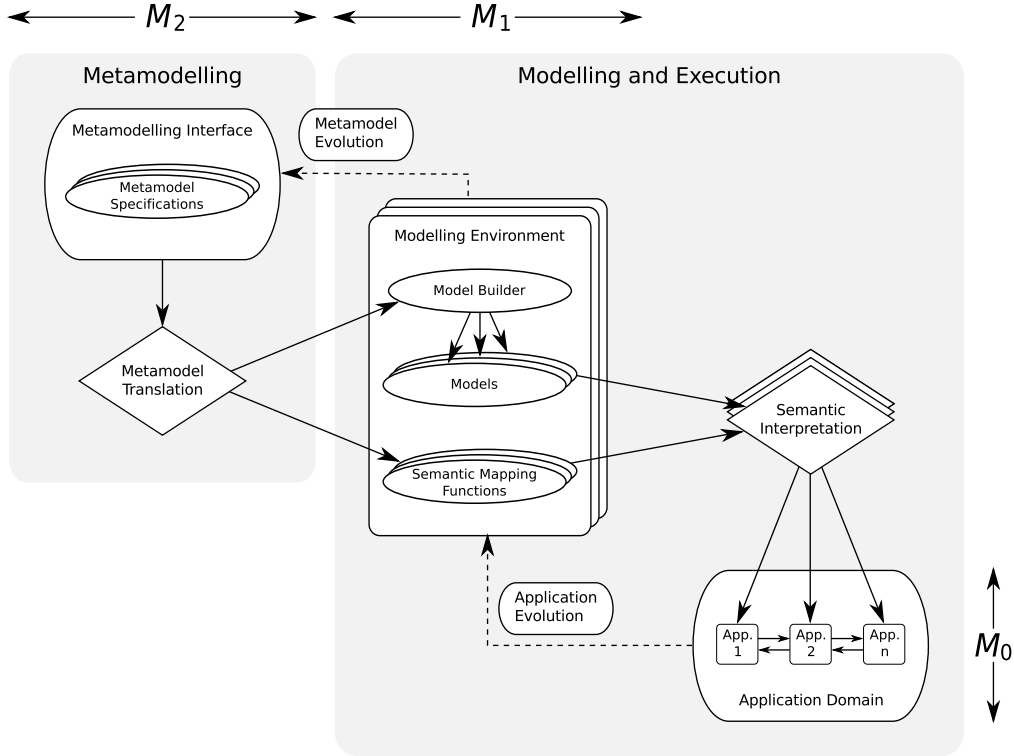 M2
M1
Metamodelling
Modelling and Execution
Metamodelling Interface
Metamodel
Specifications
Metamodel
Evolution
Modelling Environment
Model Builder
Metamodel
Translation
Models
Semantic
Interpretation
Semantic Mapping
Functions
Application
Evolution
App.
1
App.
2
App.
n
Application Domain
M0